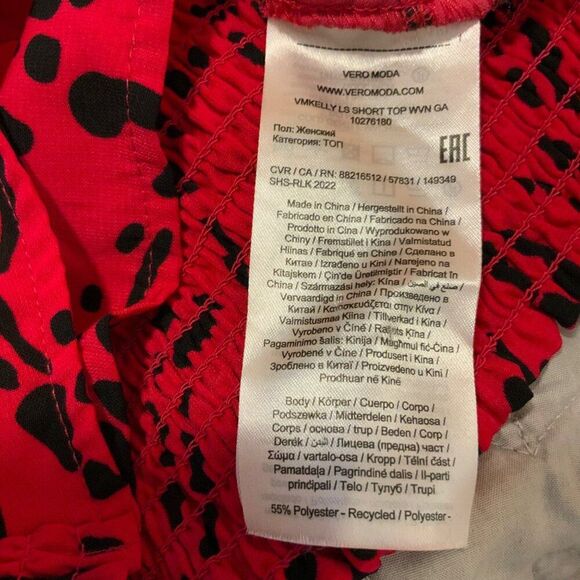 VERO MODA ®
WWW.VEROMODA.COM
VMKELLY LS SHORT TOP WVN GA
10276180
Пол: Женский
Категория: ТОП
EAC
CVR / CA / RN: 88216512 / 57831 / 149349
SHS-RLK 2022
Made in China / Hergestellt in China /
Fabricado en China / Fabricado na China /
Prodotto in Cina / Wyprodukowano w
Chiny / Fremstillet i Kina / Valmistusmaa
Hiinas / Fabriqué en Chine / Сделано в
Китае / Izrađeno u Kini / Narejeno na
Kitajskem / Çin'de Üretilmiştir / Fabricat în
China / Származási hely: Kína / صنع في الصين /
Vervaardigd in China / Произведено в
Китай / Κατασκευάζεται στην Κίνα /
Valmistusmaa Kiina / Tillverkad i Kina /
Vyrobeno v Číně / Ražots Ķīnā /
Pagaminimo šalis: Kinija / Magħmul fiċ-Ċina /
Vyrobené v Číne / Produsert i Kina /
Зроблено в Китаї / Proizvedeno u Kini /
Prodhuar në Kinë
Body / Körper / Cuerpo / Corpo /
Podszewka / Midterdelen / Kehaosa /
Corps / основа / trup / Beden / Corp /
Derék / البدن / Лицева (предна) част /
Σώμα / vartalo-osa / Kropp / Tělní část /
Pamatdaļa / Pagrindinė dalis / Il-parti
prinċipali / Telo / Тулуб / Trupi
55% Polyester - Recycled / Polyester -